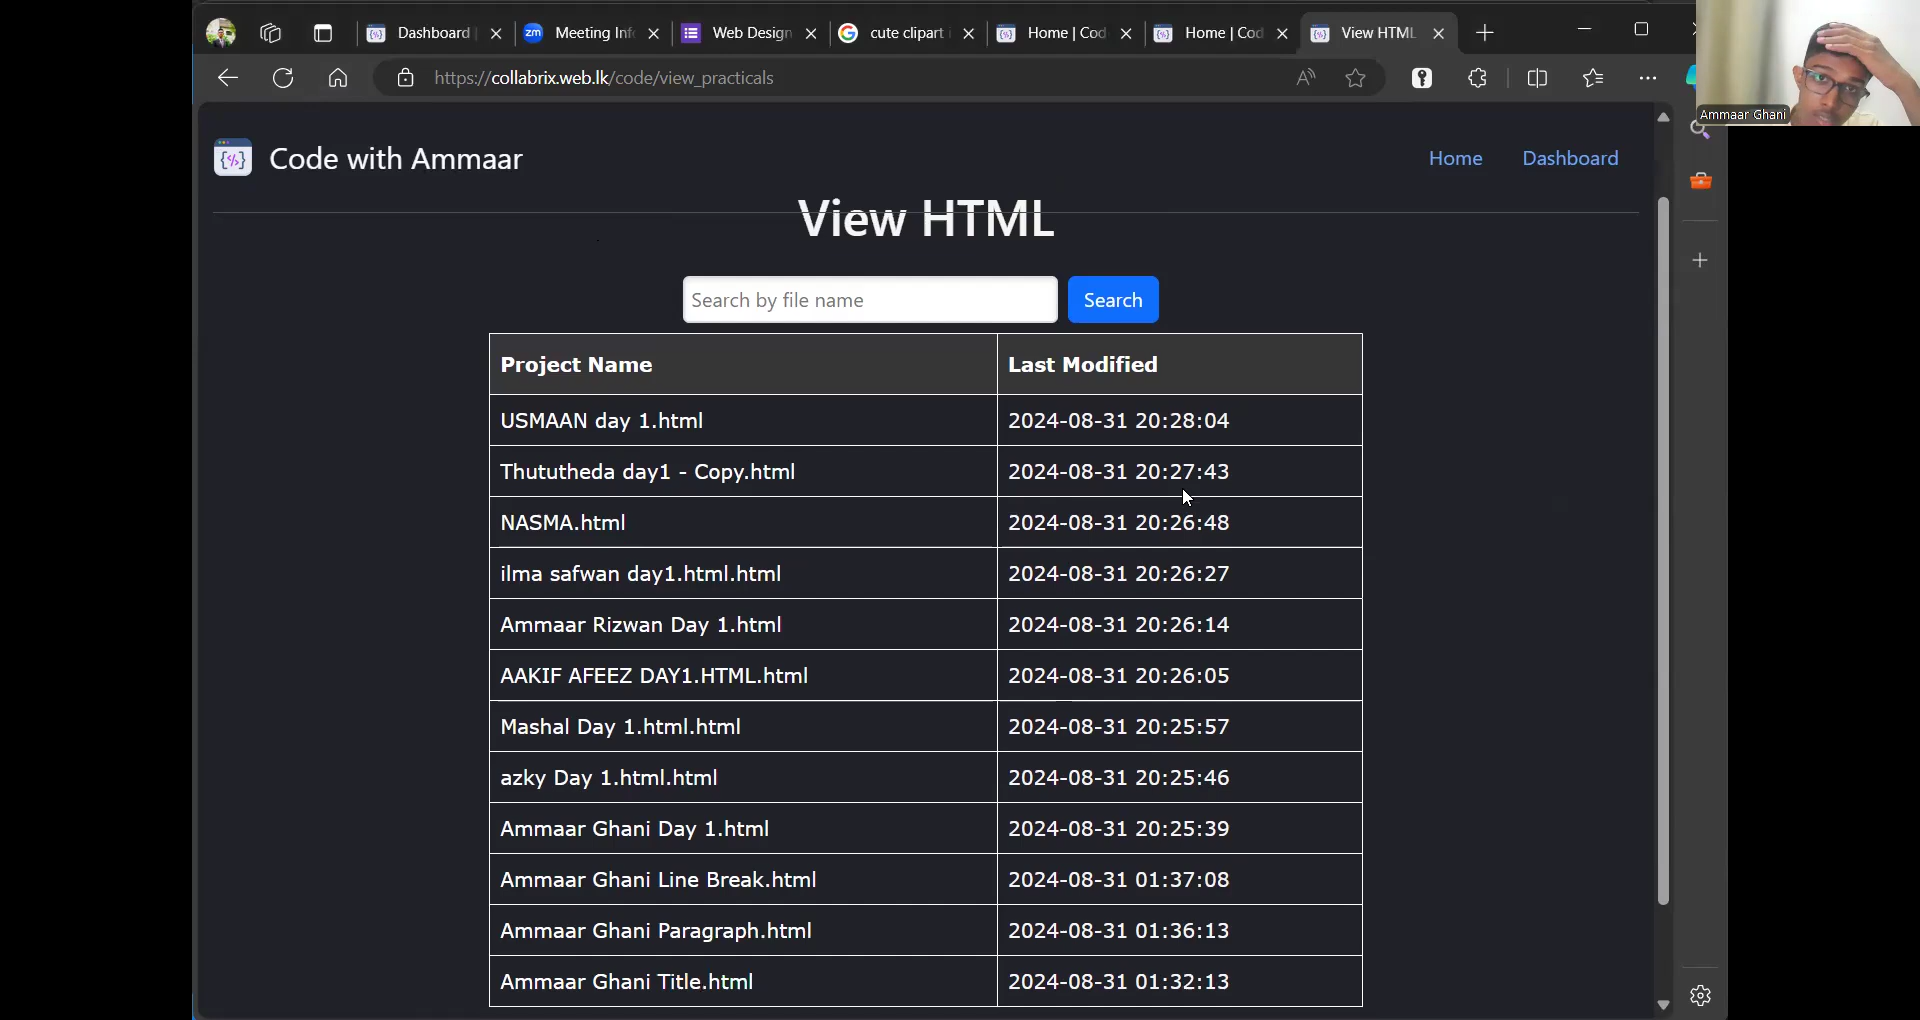 Dashboard
Meeting Inf
Web Design
cute clipart
Home | Cod
Home | Cod
View HTML
https://collabrix.web.lk/code/view_practicals
Ammaar Ghani
Code with Ammaar
Home
Dashboard
View HTML
Search by file name
Search
Project Name Last Modified
USMAAN day 1.html 2024-08-31 20:28:04
Thututheda day1 - Copy.html 2024-08-31 20:27:43
NASMA.html 2024-08-31 20:26:48
ilma safwan day1.html.html 2024-08-31 20:26:27
Ammaar Rizwan Day 1.html 2024-08-31 20:26:14
AAKIF AFEEZ DAY1.HTML.html 2024-08-31 20:26:05
Mashal Day 1.html.html 2024-08-31 20:25:57
azky Day 1.html.html 2024-08-31 20:25:46
Ammaar Ghani Day 1.html 2024-08-31 20:25:39
Ammaar Ghani Line Break.html 2024-08-31 01:37:08
Ammaar Ghani Paragraph.html 2024-08-31 01:36:13
Ammaar Ghani Title.html 2024-08-31 01:32:13